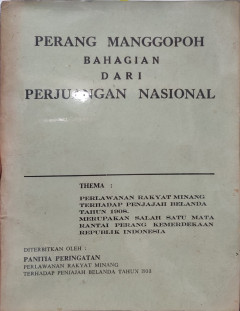 PERANG MANGGOPOH
BAHAGIAN
DARI
PERJUANGAN NASIONAL
THEMA :
PERLAWANAN RAKYAT MINANG
TERHADAP PENJAJAH BELANDA
TAHUN 1908.
MERUPAKAN SALAH SATU MATA
RANTAI PERANG KEMERDEKAAN
REPUBLIK INDONESIA
DITERBITKAN OLEH :
PANITIA PERINGATAN
PERLAWANAN RAKYAT MINANG
TERHADAP PENJAJAH BELANDA TAHUN